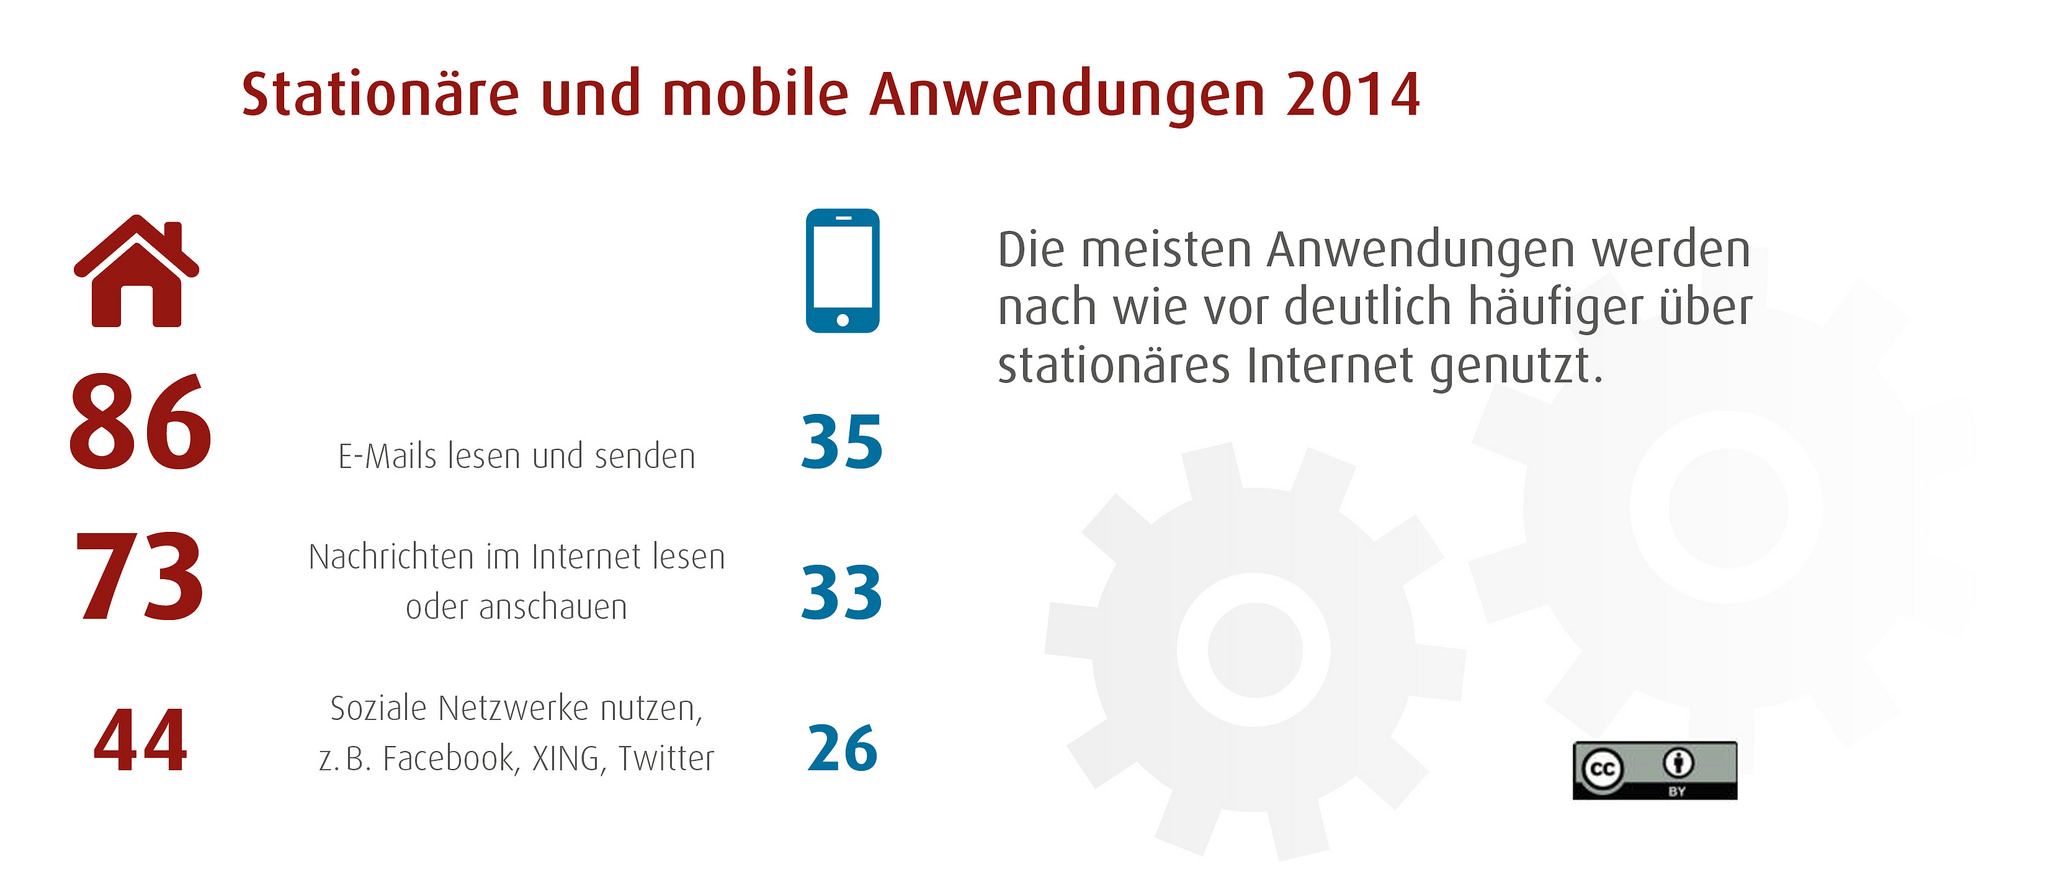 Stationäre und mobile Anwendungen 2014
86
E-Mails lesen und senden
35
73
Nachrichten im Internet lesen
oder anschauen
33
44
Soziale Netzwerke nutzen,
z. B. Facebook, XING, Twitter
26
Die meisten Anwendungen werden
nach wie vor deutlich häufiger über
stationäres Internet genutzt.
cc
BY